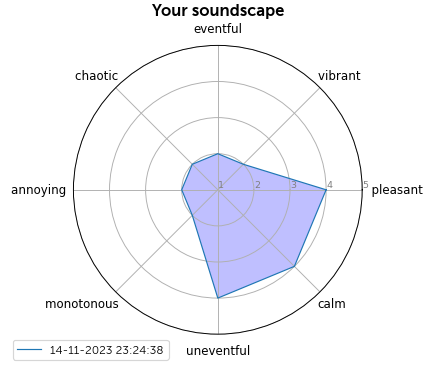 Your soundscape
eventful
chaotic
vibrant
annoying
1 2 3 4 5
pleasant
monotonous
calm
14-11-2023 23:24:38
uneventful